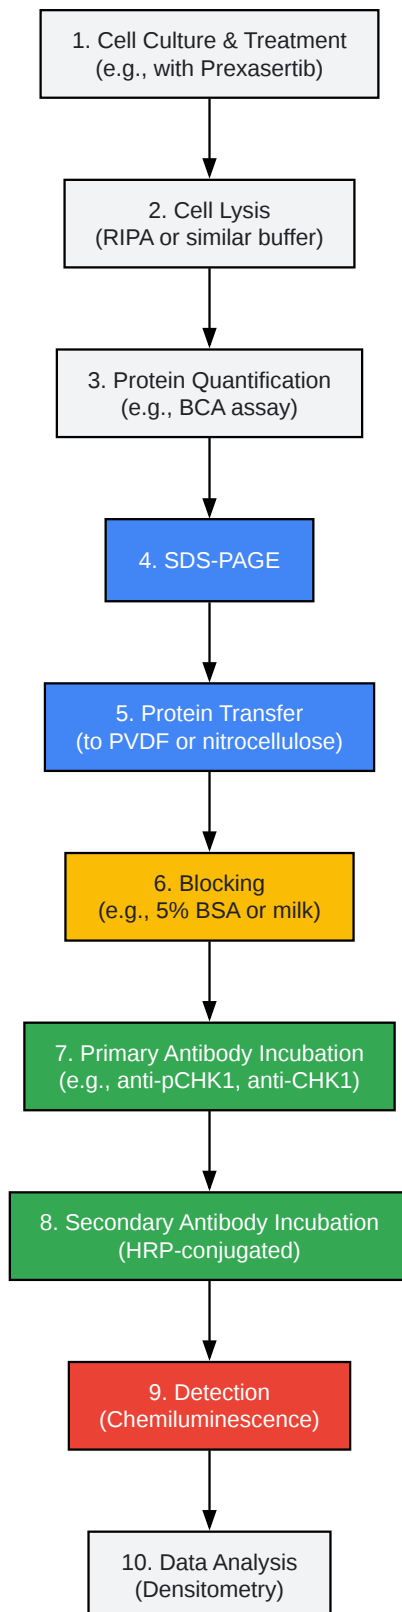 1. Cell Culture & Treatment
(e.g., with Prexasertib)
2. Cell Lysis
(RIPA or similar buffer)
3. Protein Quantification
(e.g., BCA assay)
4. SDS-PAGE
5. Protein Transfer
(to PVDF or nitrocellulose)
6. Blocking
(e.g., 5% BSA or milk)
7. Primary Antibody Incubation
(e.g., anti-pCHK1, anti-CHK1)
8. Secondary Antibody Incubation
(HRP-conjugated)
9. Detection
(Chemiluminescence)
10. Data Analysis
(Densitometry)